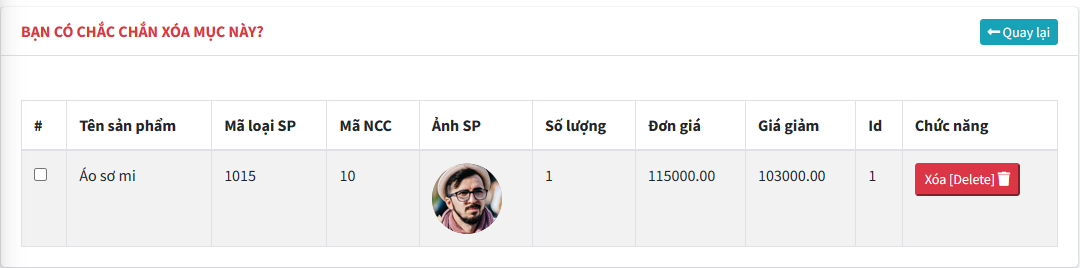 BẠN CÓ CHẮC CHẮN XÓA MỤC NÀY?
Quay lại
# Tên sản phẩm Mã loại SP Mã NCC Ảnh SP Số lượng Đơn giá Giá giảm Id Chức năng
Áo sơ mi 1015 10 1 115000.00 103000.00 1 Xóa [Delete]